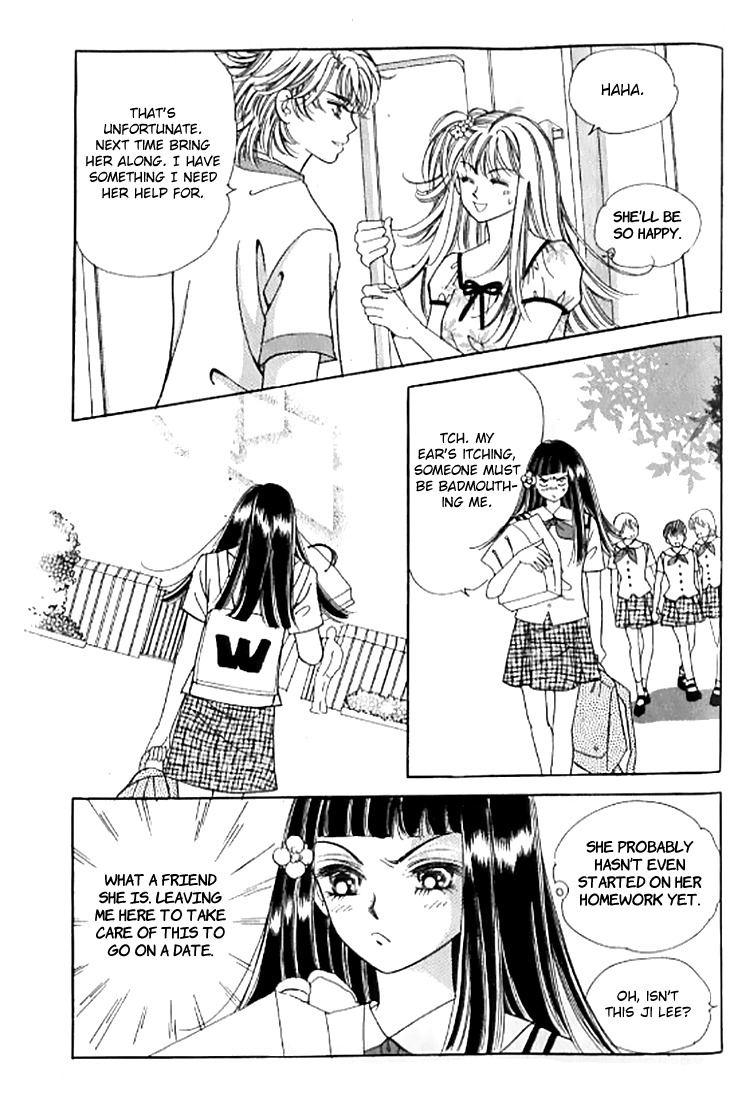 HAHA.
THAT'S
UNFORTUNATE.
NEXT TIME BRING
HER ALONG. I HAVE
SOMETHING I NEED
HER HELP FOR.
SHE'LL BE
SO HAPPY.
TCH. MY
EAR'S ITCHING,
SOMEONE MUST
BE BADMOUTH-
ING ME.
W
SHE PROBABLY
HASN'T EVEN
STARTED ON HER
HOMEWORK YET.
WHAT A FRIEND
SHE IS. LEAVING
ME HERE TO TAKE
CARE OF THIS TO
GO ON A DATE.
OH, ISN'T
THIS JI LEE?